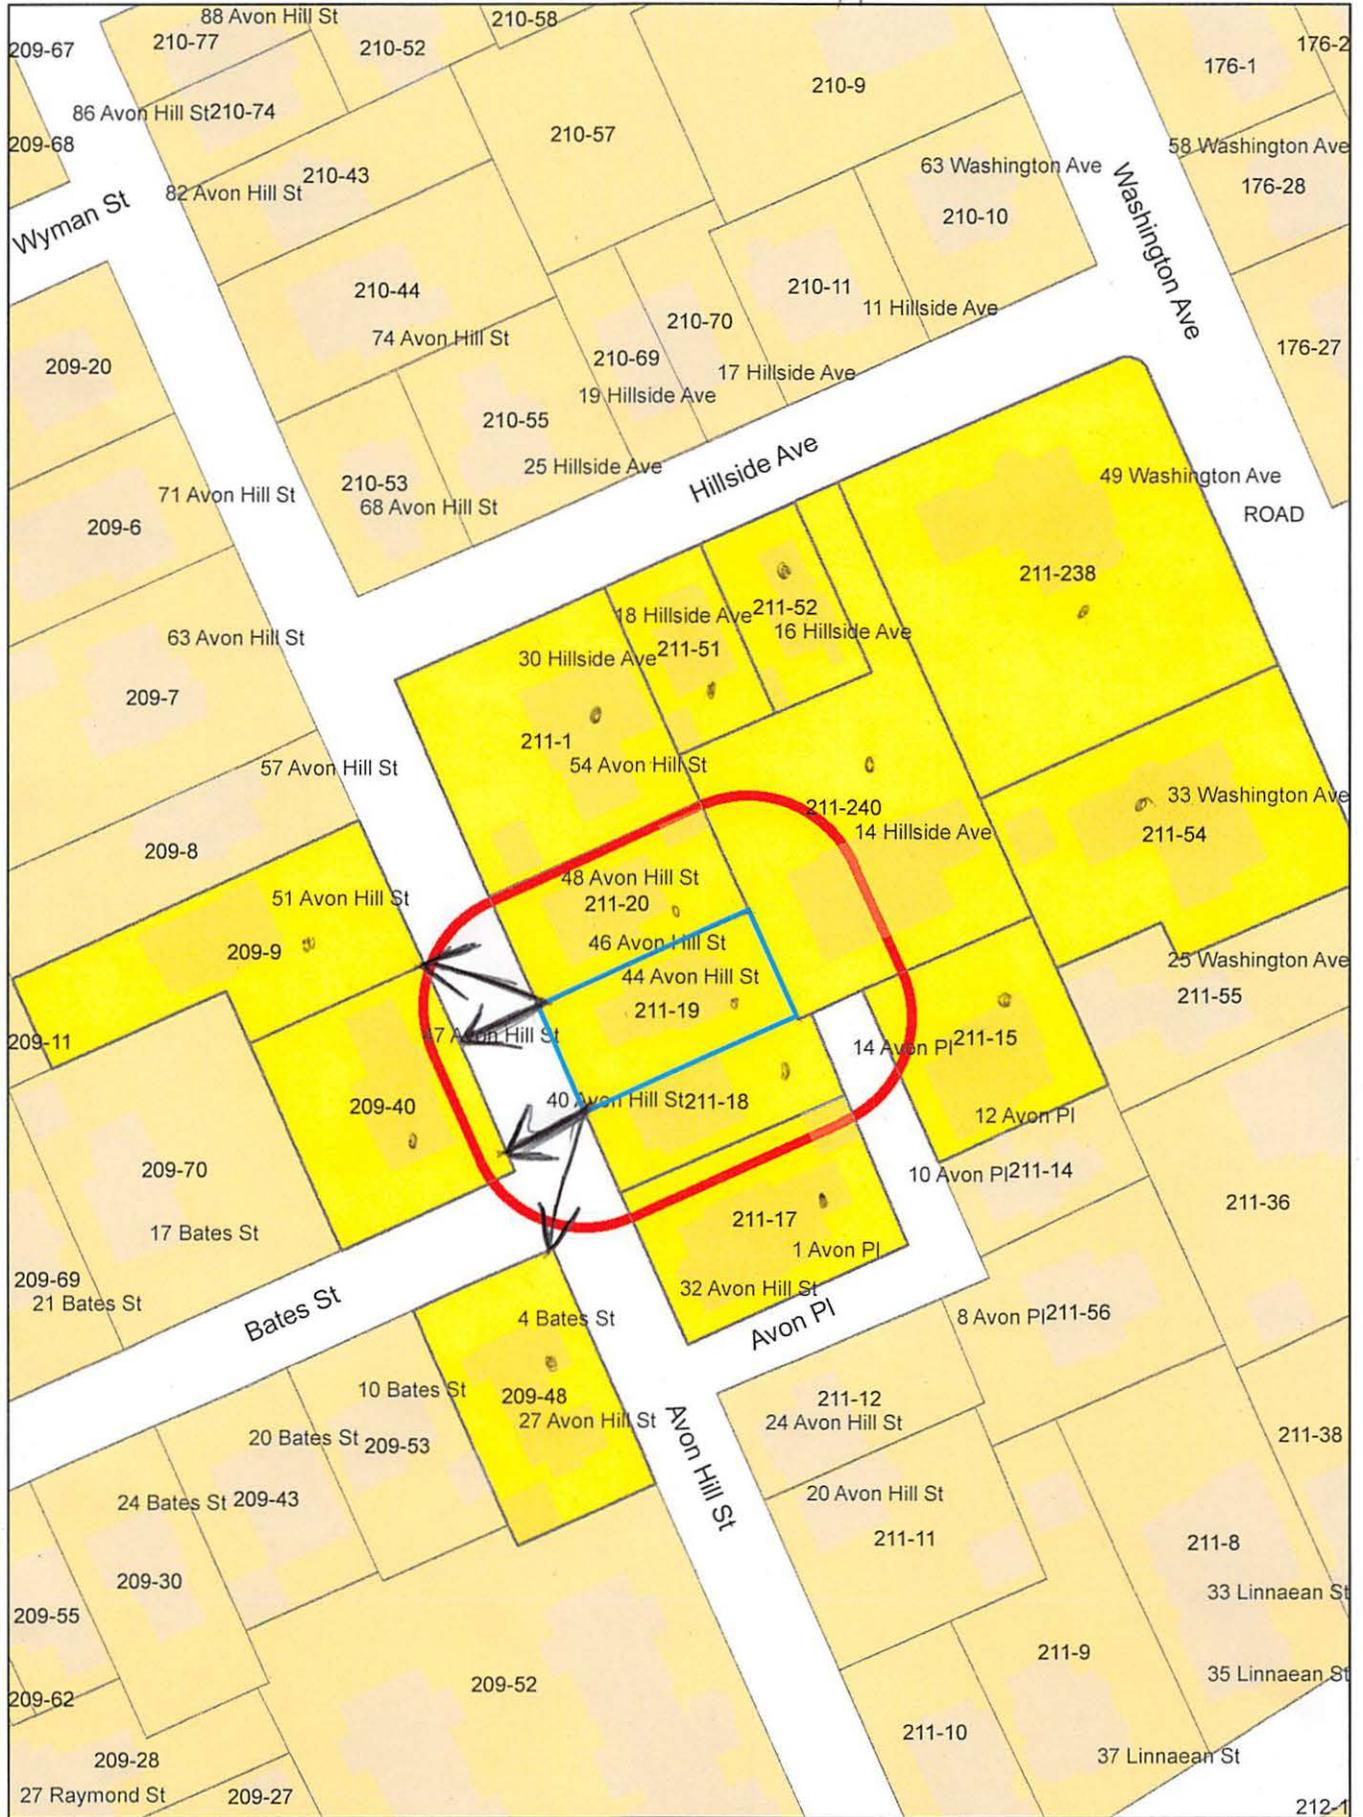 88 Avon Hill St
210-58
209-67
210-77
210-52
176-2
176-1
210-9
86 Avon Hill St
210-74
210-57
209-68
58 Washington Ave
63 Washington Ave
210-43
82 Avon Hill St
176-28
Wyman St
210-10
Washington Ave
210-44
210-11
11 Hillside Ave
210-70
74 Avon Hill St
176-27
210-69
209-20
17 Hillside Ave
19 Hillside Ave
210-55
Hillside Ave
25 Hillside Ave
49 Washington Ave
210-53
71 Avon Hill St
68 Avon Hill St
ROAD
209-6
211-238
18 Hillside Ave
211-52
16 Hillside Ave
63 Avon Hill St
211-51
30 Hillside Ave
209-7
211-1
54 Avon Hill St
57 Avon Hill St
33 Washington Ave
211-240
14 Hillside Ave
211-54
209-8
48 Avon Hill St
51 Avon Hill St
211-20
46 Avon Hill St
209-9
25 Washington Ave
44 Avon Hill St
211-55
211-19
47 Avon Hill St
209-11
211-15
14 Avon Pl
40 Avon Hill St
211-18
209-40
12 Avon Pl
209-70
10 Avon Pl
211-14
211-36
211-17
17 Bates St
1 Avon Pl
209-69
32 Avon Hill St
21 Bates St
Bates St
4 Bates St
Avon Pl
8 Avon Pl
211-56
10 Bates St
209-48
211-12
27 Avon Hill St
24 Avon Hill St
20 Bates St
209-53
211-38
Avon Hill St
24 Bates St
209-43
20 Avon Hill St
211-11
211-8
209-30
33 Linnaean St
209-55
211-9
35 Linnaean St
209-52
209-62
211-10
37 Linnaean St
209-28
27 Raymond St
209-27
212-1